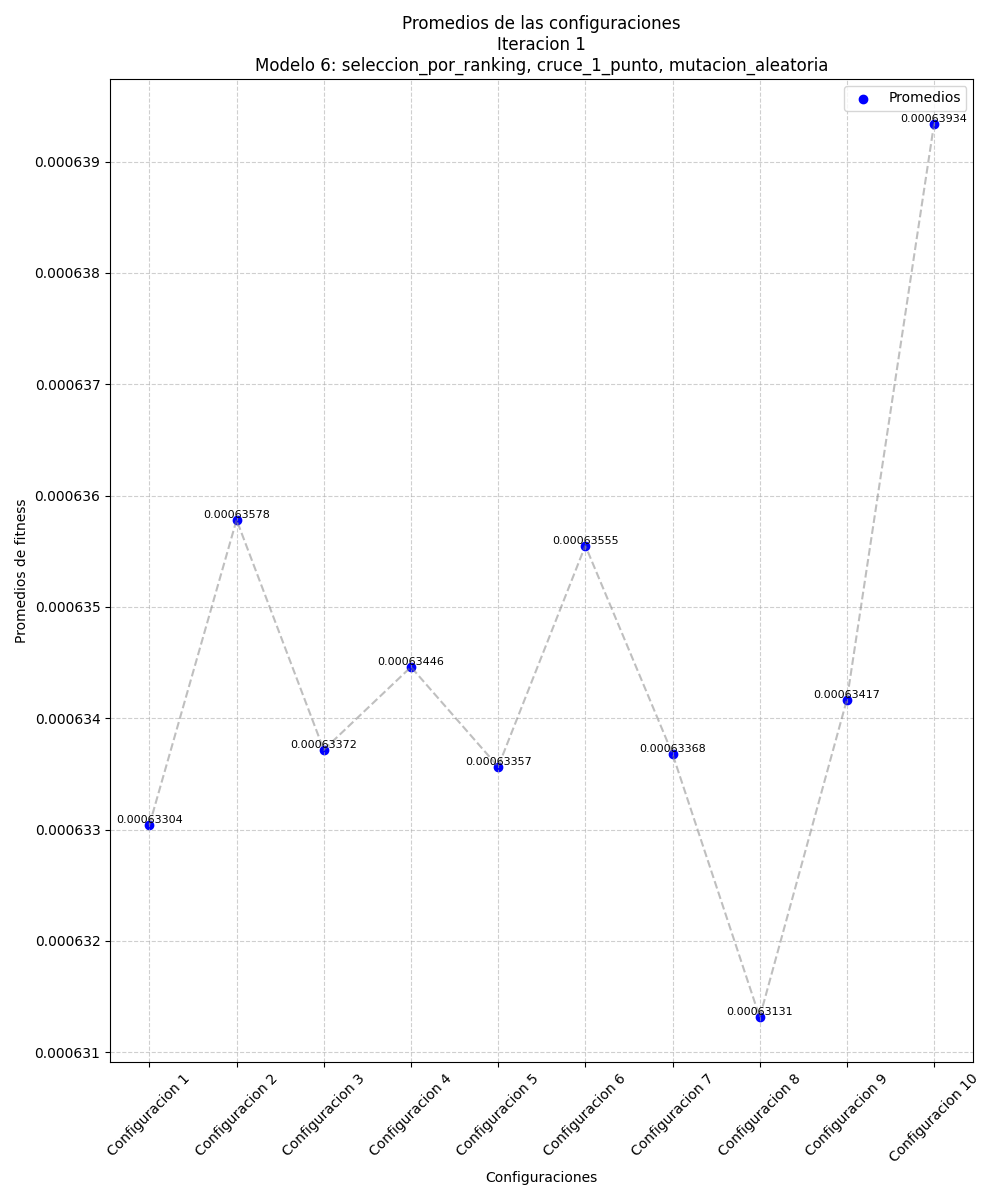 Promedios de las configuraciones
Iteracion 1
Modelo 6: seleccion_por_ranking, cruce_1_punto, mutacion_aleatoria
Promedios
0.00063934
0.000639
0.000638
0.000637
0.000636
0.00063578
0.00063555
0.000635
0.00063446
0.00063417
0.000634
0.00063372
0.00063368
0.00063357
0.00063304
0.000633
0.000632
0.00063131
0.000631
Promedios de fitness
Configuracion 1
Configuracion 2
Configuracion 3
Configuracion 4
Configuracion 5
Configuracion 6
Configuracion 7
Configuracion 8
Configuracion 9
Configuracion 10
Configuraciones